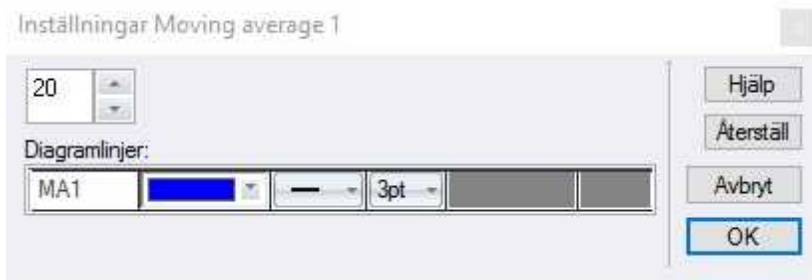 Inställningar Moving average 1
20
Hjälp
Återställ
Diagramlinjer:
MA1 3pt
Avbryt
OK